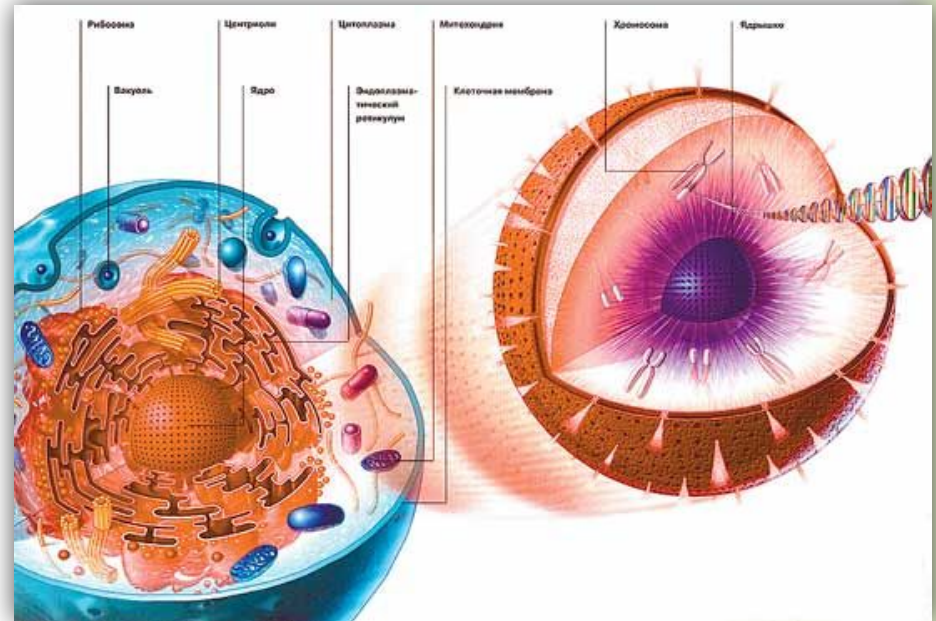 Рибосома
Центриоли
Цитоплазма
Митохондрия
Хромосома
Ядрышко
Вакуоль
Ядро
Эндоплазма-
тический
ретикулум
Клеточная мембрана